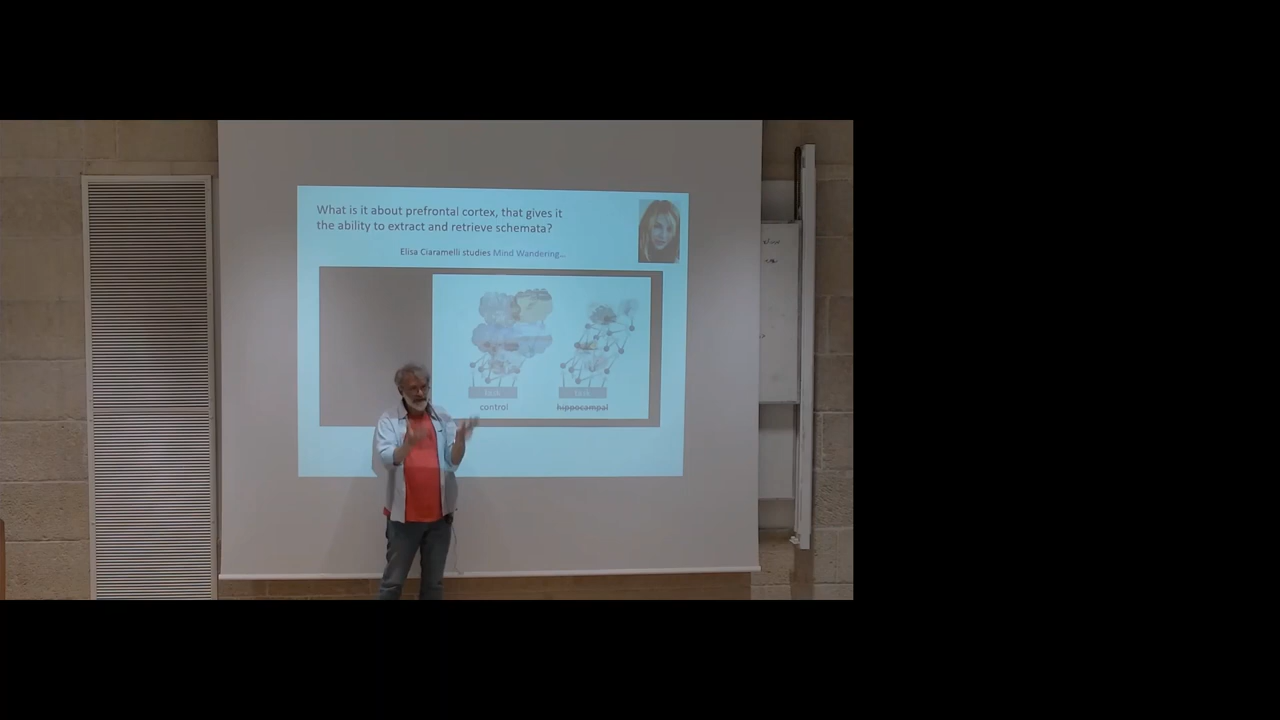 What is it about prefrontal cortex, that gives it
the ability to extract and retrieve schemata?
Elisa Ciaramelli studies Mind Wandering...
control
hippocampal